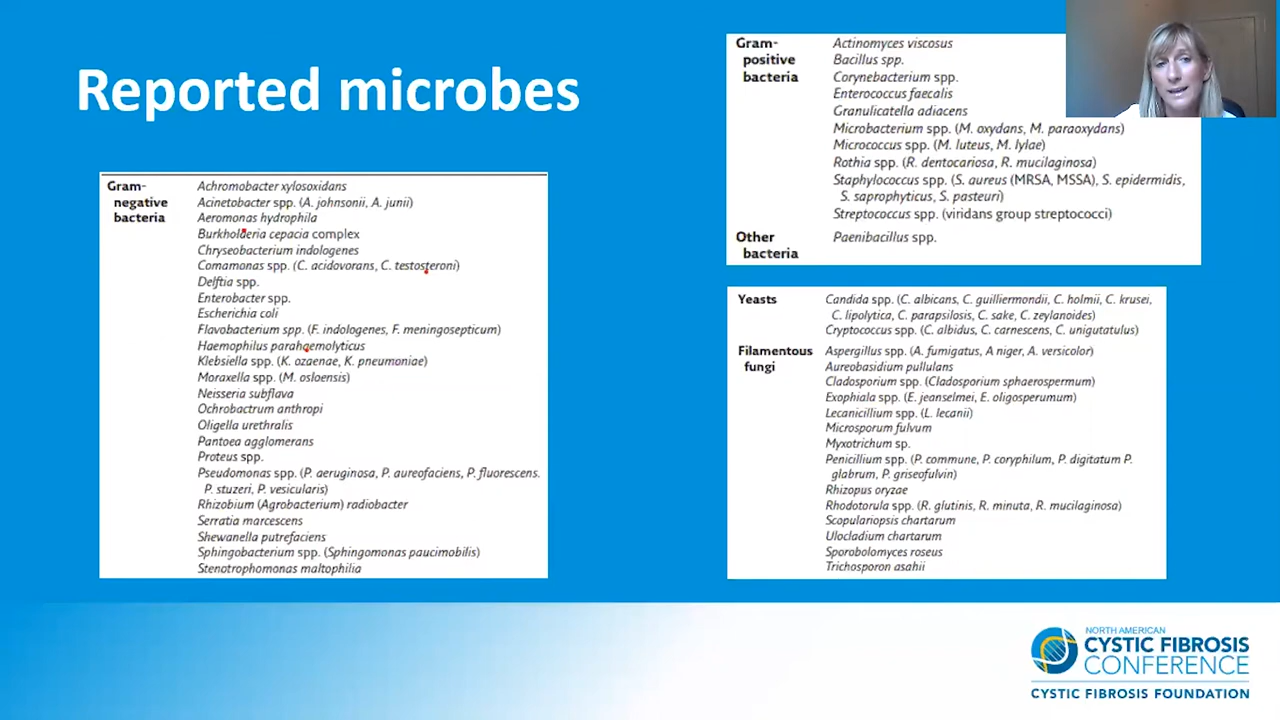 Reported microbes
Gram-
negative
bacteria
Achromobacter xylosoxidans
Acinetobacter spp. (A. johnsonii, A. junii)
Aeromonas hydrophila
Burkholderia cepacia complex
Chryseobacterium indologenes
Comamonas spp. (C. acidovorans, C. testosteroni)
Delftia spp.
Enterobacter spp.
Escherichia coli
Flavobacterium spp. (F. indologenes, F. meningosepticum)
Haemophilus parahaemolyticus
Klebsiella spp. (K. ozaenae, K. pneumoniae)
Moraxella spp. (M. osloensis)
Neisseria subflava
Ochrobactrum anthropi
Oligella urethralis
Pantoea agglomerans
Proteus spp.
Pseudomonas spp. (P. aeruginosa, P. aureofaciens, P. fluorescens.
P. stuzeri, P. vesicularis)
Rhizobium (Agrobacterium) radiobacter
Serratia marcescens
Shewanella putrefaciens
Sphingobacterium spp. (Sphingomonas paucimobilis)
Stenotrophomonas maltophilia
Gram-
positive
bacteria
Actinomyces viscosus
Bacillus spp.
Corynebacterium spp.
Enterococcus faecalis
Granulicatella adiacens
Microbacterium spp. (M. oxydans, M. paraoxydans)
Micrococcus spp. (M. luteus, M. lylae)
Rothia spp. (R. dentocariosa, R. mucilaginosa)
Staphylococcus spp. (S. aureus (MRSA, MSSA), S. epidermidis,
S. saprophyticus, S. pasteuri)
Streptococcus spp. (viridans group streptococci)
Other
bacteria
Paenibacillus spp.
Yeasts
Candida spp. (C. albicans, C. guilliermondii, C. holmii, C. krusei,
C. lipolytica, C. parapsilosis, C. sake, C. zeylanoides)
Cryptococcus spp. (C. albidus, C. carnescens, C. unigutatulus)
Filamentous
fungi
Aspergillus spp. (A. fumigatus, A niger, A. versicolor)
Aureobasidium pullulans
Cladosporium spp. (Cladosporium sphaerospermum)
Exophiala spp. (E. jeanselmei, E. oligosperumum)
Lecanicillium spp. (L. lecanii)
Microsporum fulvum
Myxotrichum sp.
Penicillium spp. (P. commune, P. coryphilum, P. digitatum P.
glabrum, P. griseofulvin)
Rhizopus oryzae
Rhodotorula spp. (R. glutinis, R. minuta, R. mucilaginosa)
Scopulariopsis chartarum
Ulocladium chartarum
Sporobolomyces roseus
Trichosporon asahii
NORTH AMERICAN
CYSTIC FIBROSIS
CONFERENCE
CYSTIC FIBROSIS FOUNDATION